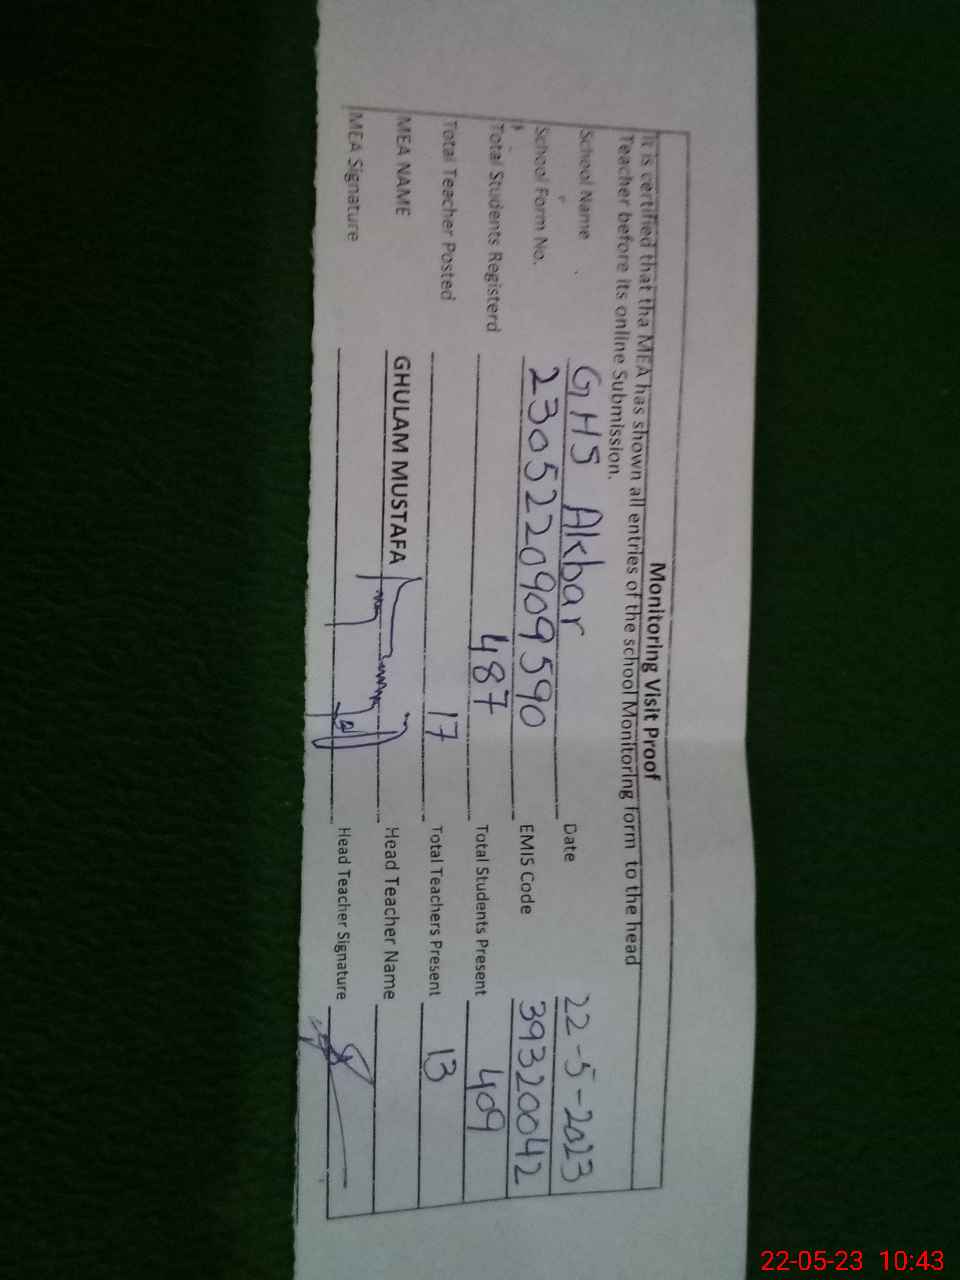 Monitoring Visit Proof
It is certified that tha MEA has shown all entries of the school Monitoring form to the head
Teacher before its online Submission.
School Name GHS Akbar Date 22-5-2023
School Form No. 230522090959​0 EMIS Code 39320042
Total Students Registerd 487 Total Students Present 409
Total Teacher Posted 17 Total Teachers Present 13
MEA NAME GHULAM MUSTAFA Head Teacher Name
MEA Signature Head Teacher Signature
22-05-23 10:43